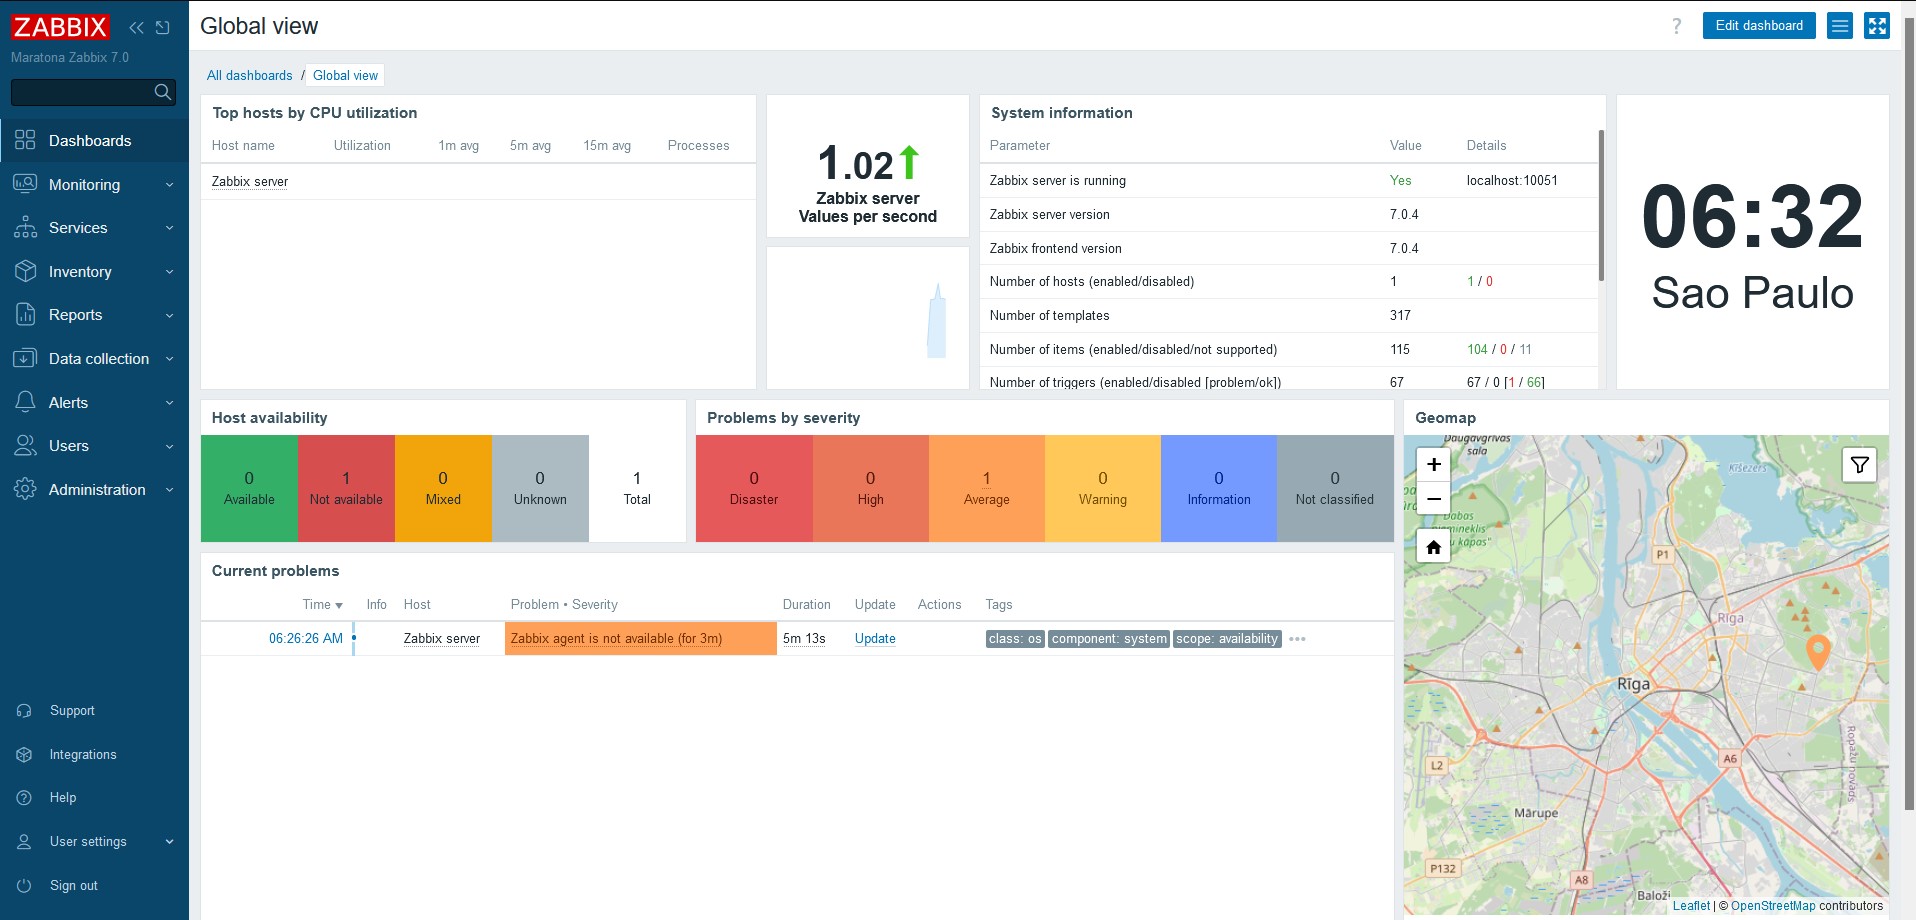 ZABBIX
Maratona Zabbix 7.0
Dashboards
Monitoring
Services
Inventory
Reports
Data collection
Alerts
Users
Administration
Support
Integrations
Help
User settings
Sign out
Global view
? Edit dashboard
All dashboards / Global view
Top hosts by CPU utilization
Host name Utilization 1m avg 5m avg 15m avg Processes
Zabbix server
1.02
Zabbix server
Values per second
System information
Parameter Value Details
Zabbix server is running Yes localhost:10051
Zabbix server version 7.0.4
Zabbix frontend version 7.0.4
Number of hosts (enabled/disabled) 1 1 / 0
Number of templates 317
Number of items (enabled/disabled/not supported) 115 104 / 0 / 11
Number of triggers (enabled/disabled [problem/ok]) 67 67 / 0 [1 / 66]
06:32
Sao Paulo
Host availability
0 Available
1 Not available
0 Mixed
0 Unknown
1 Total
Problems by severity
0 Disaster
0 High
1 Average
0 Warning
0 Information
0 Not classified
Current problems
Time Info Host Problem • Severity Duration Update Actions Tags
06:26:26 AM Zabbix server Zabbix agent is not available (for 3m) 5m 13s Update class: os component: system scope: availability •••
Geomap
Daugavgrīvas
sala
Ķīšezers
+
−
Dabas
piemineklis
kāpas"
P1
Rīga
Rīga
A6
L2
Ropažu novads
Mārupe
P132
A8
Baloži
Leaflet | © OpenStreetMap contributors